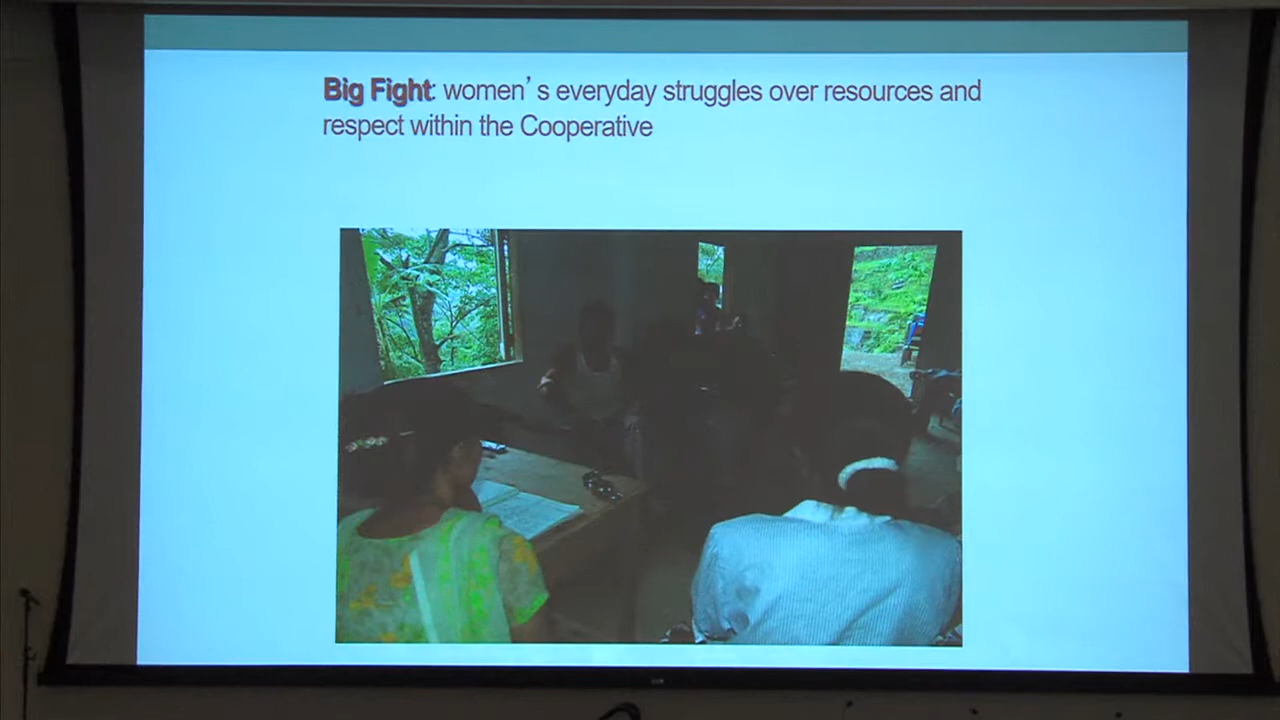 Big Fight: women's everyday struggles over resources and
respect within the Cooperative